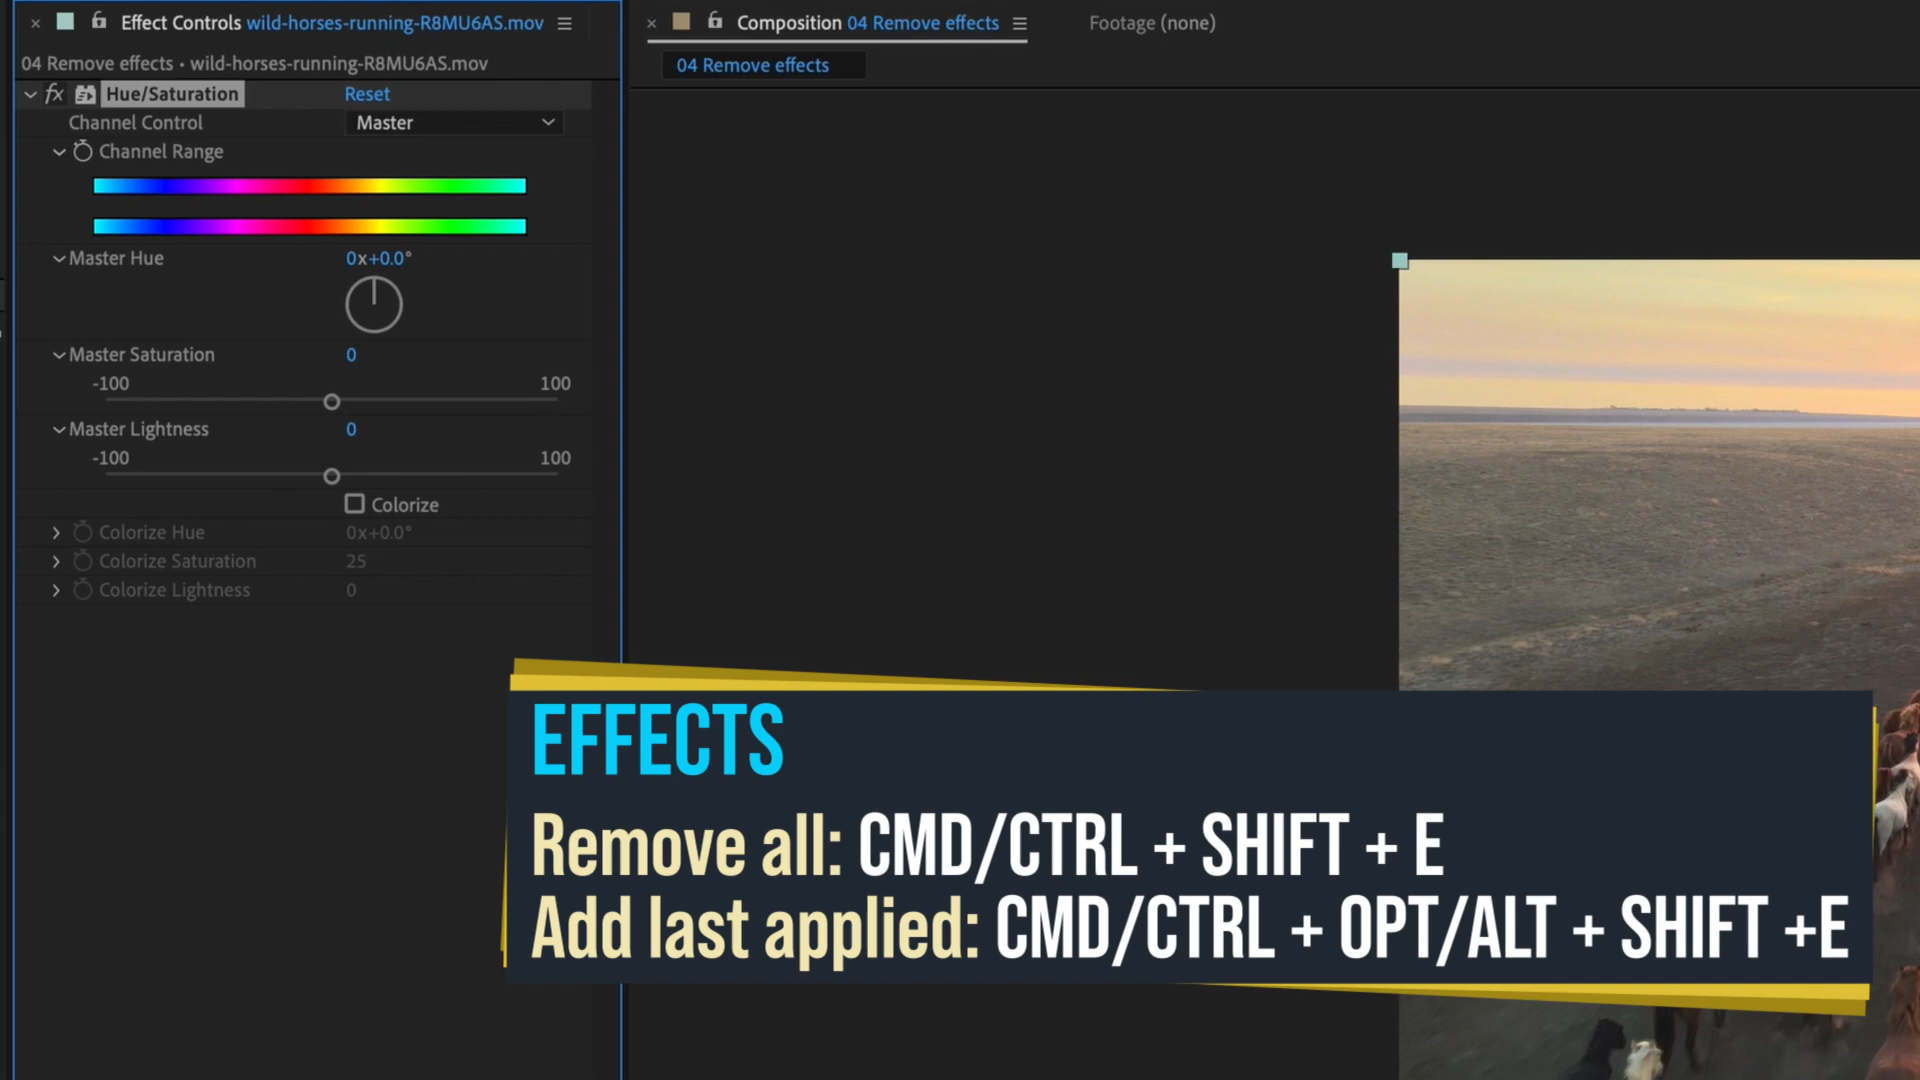 Effect Controls wild-horses-running-R8MU6AS.mov
04 Remove effects • wild-horses-running-R8MU6AS.mov
fx Hue/Saturation Reset
Channel Control Master
Channel Range
Master Hue 0x+0.0°
Master Saturation 0
-100 100
Master Lightness 0
-100 100
Colorize
Colorize Hue 0x+0.0°
Colorize Saturation 25
Colorize Lightness 0
Composition 04 Remove effects
Footage (none)
04 Remove effects
EFFECTS
Remove all: CMD/CTRL + SHIFT + E
Add last applied: CMD/CTRL + OPT/ALT + SHIFT +E